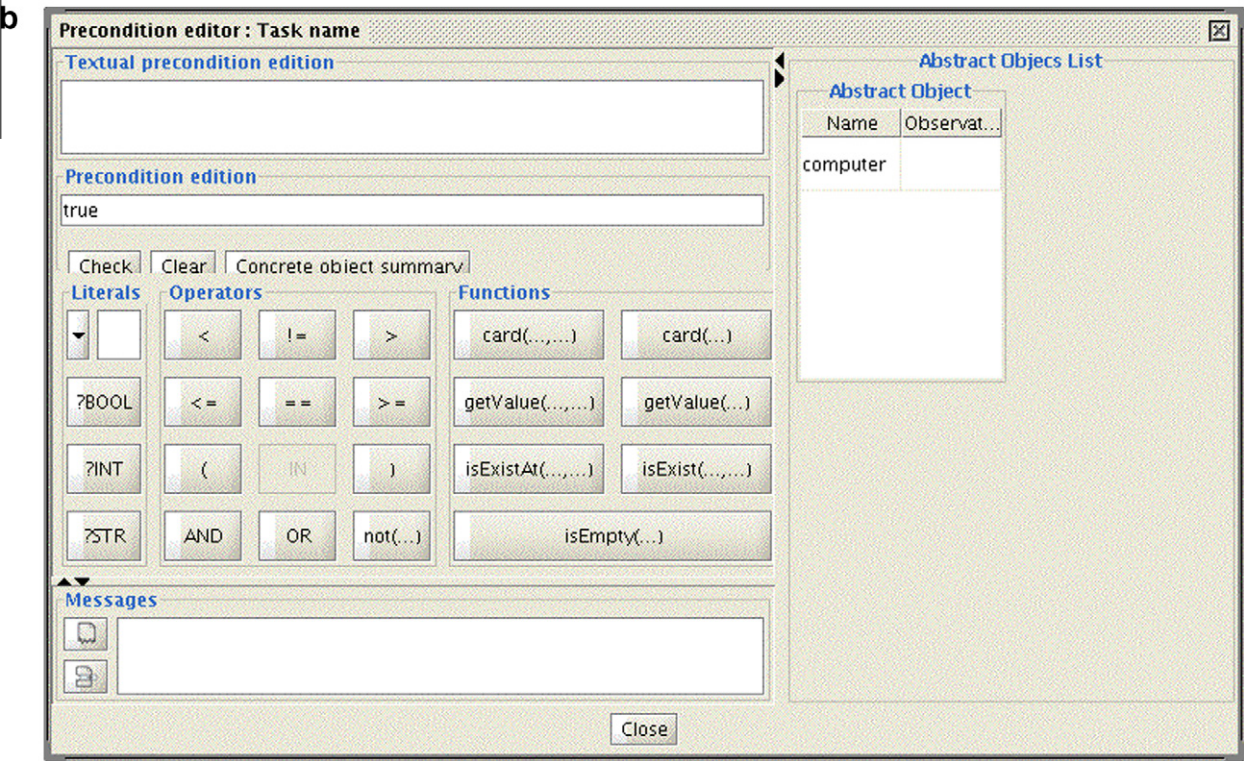 b
Precondition editor : Task name
Textual precondition edition
Precondition edition
true
Check Clear Concrete object summary
Literals Operators Functions
< != > card(...,...) card(...)
?BOOL <= == >= getValue(...,...) getValue(...)
?INT ( IN ) isExistAt(...,...) isExist(...,...)
?STR AND OR not(...) isEmpty(...)
Messages
Close
Abstract Objecs List
Abstract Object
Name Observat...
computer